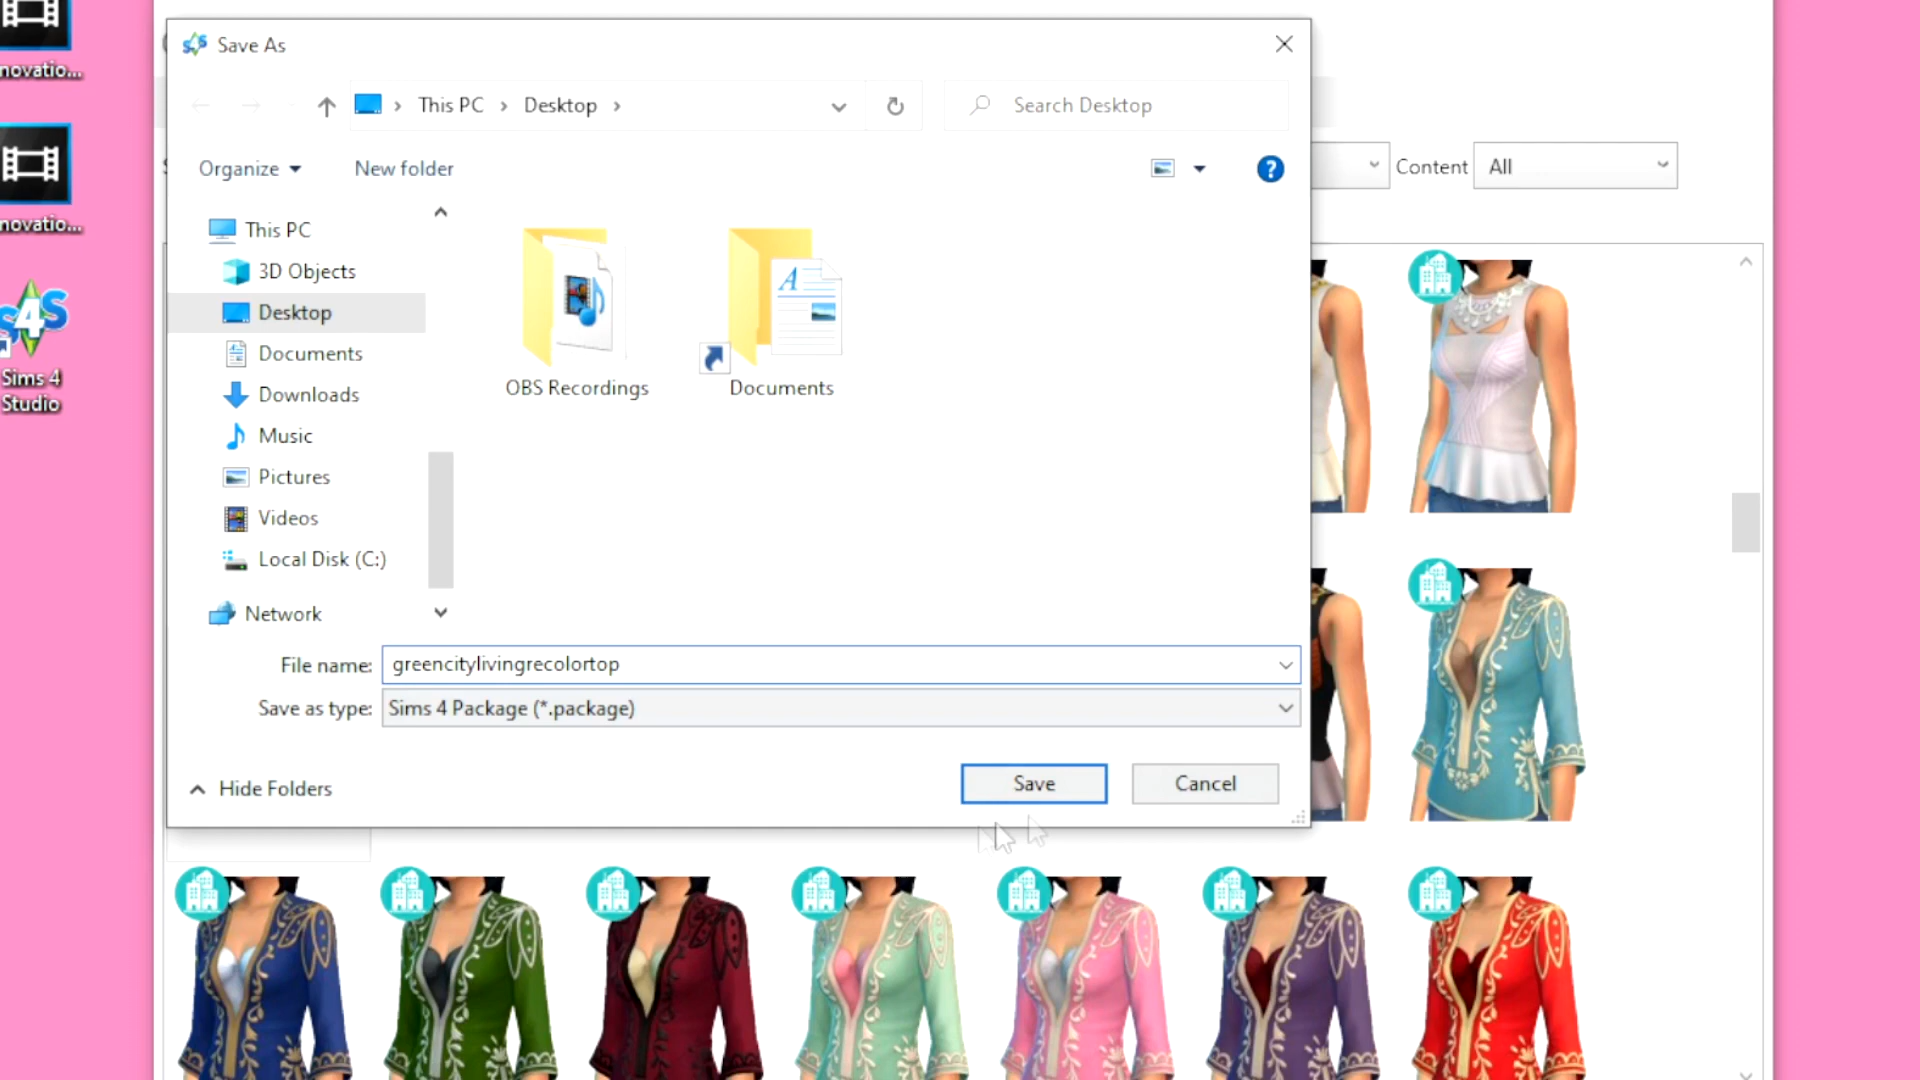 novatio...
novatio...
Sims 4
Studio
Save As
This PC
Desktop
Search Desktop
Organize
New folder
Content
All
This PC
3D Objects
Desktop
Documents
Downloads
Music
Pictures
Videos
Local Disk (C:)
Network
OBS Recordings
Documents
File name:
greencitylivingrecolortop
Save as type:
Sims 4 Package (*.package)
Hide Folders
Save
Cancel